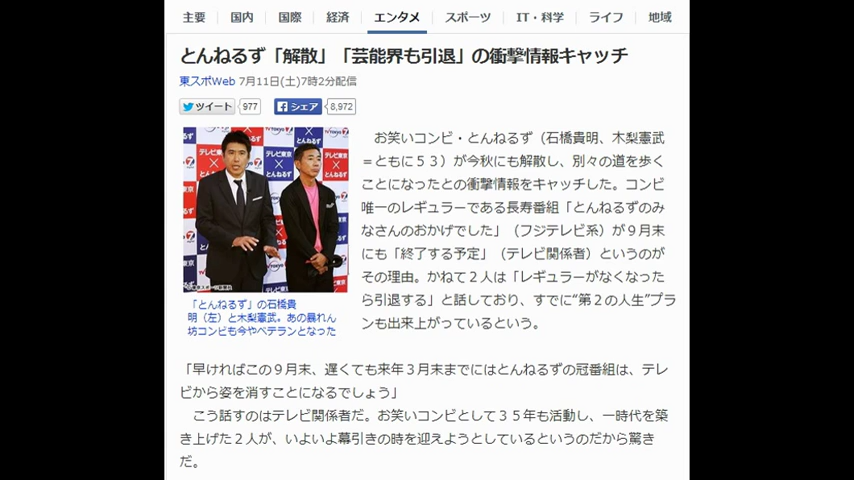 主要 国内 国際 経済 エンタメ スポーツ IT・科学 ライフ 地域
とんねるず「解散」「芸能界も引退」の衝撃情報キャッチ
東スポWeb 7月11日(土)7時2分配信
ツイート 977 シェア 8,972
テレビ東京 × とんねるず
お笑いコンビ・とんねるず（石橋貴明、木梨憲武
＝ともに５３）が今秋にも解散し、別々の道を歩く
ことになったとの衝撃情報をキャッチした。コンビ
唯一のレギュラーである長寿番組「とんねるずのみ
なさんのおかげでした」（フジテレビ系）が９月末
にも「終了する予定」（テレビ関係者）というのが
その理由。かねて２人は「レギュラーがなくなった
ら引退する」と話しており、すでに“第２の人生”プラ
ンも出来上がっているという。
「とんねるず」の石橋貴
明（左）と木梨憲武。あの暴れん
坊コンビも今やベテランとなった
「早ければこの９月末、遅くても来年３月末までにはとんねるずの冠番組は、テレ
ビから姿を消すことになるでしょう」
こう話すのはテレビ関係者だ。お笑いコンビとして３５年も活動し、一時代を築
き上げた２人が、いよいよ幕引きの時を迎えようとしているというのだから驚き
だ。